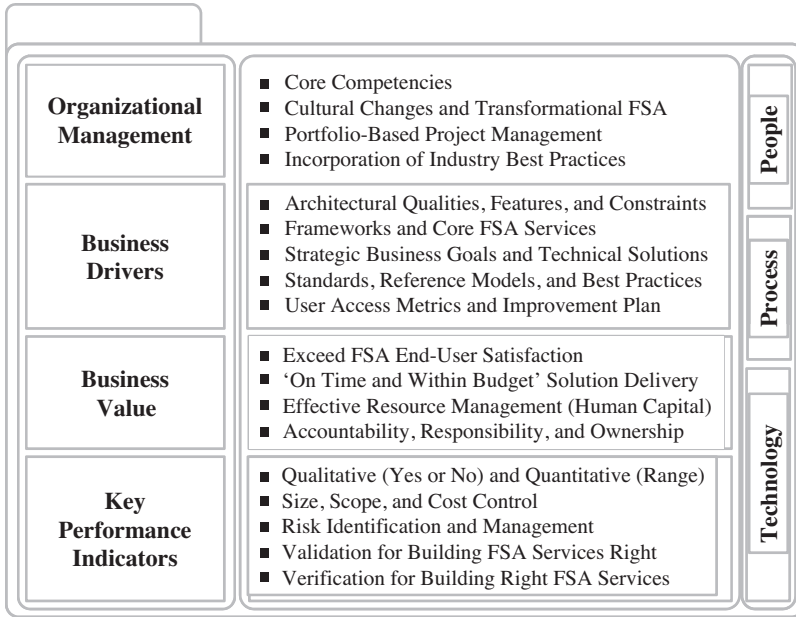 Organizational
Management
■ Core Competencies
■ Cultural Changes and Transformational FSA
■ Portfolio-Based Project Management
■ Incorporation of Industry Best Practices
Business
Drivers
■ Architectural Qualities, Features, and Constraints
■ Frameworks and Core FSA Services
■ Strategic Business Goals and Technical Solutions
■ Standards, Reference Models, and Best Practices
■ User Access Metrics and Improvement Plan
Business
Value
■ Exceed FSA End-User Satisfaction
■ ‘On Time and Within Budget’ Solution Delivery
■ Effective Resource Management (Human Capital)
■ Accountability, Responsibility, and Ownership
Key
Performance
Indicators
■ Qualitative (Yes or No) and Quantitative (Range)
■ Size, Scope, and Cost Control
■ Risk Identification and Management
■ Validation for Building FSA Services Right
■ Verification for Building Right FSA Services
People
Process
Technology